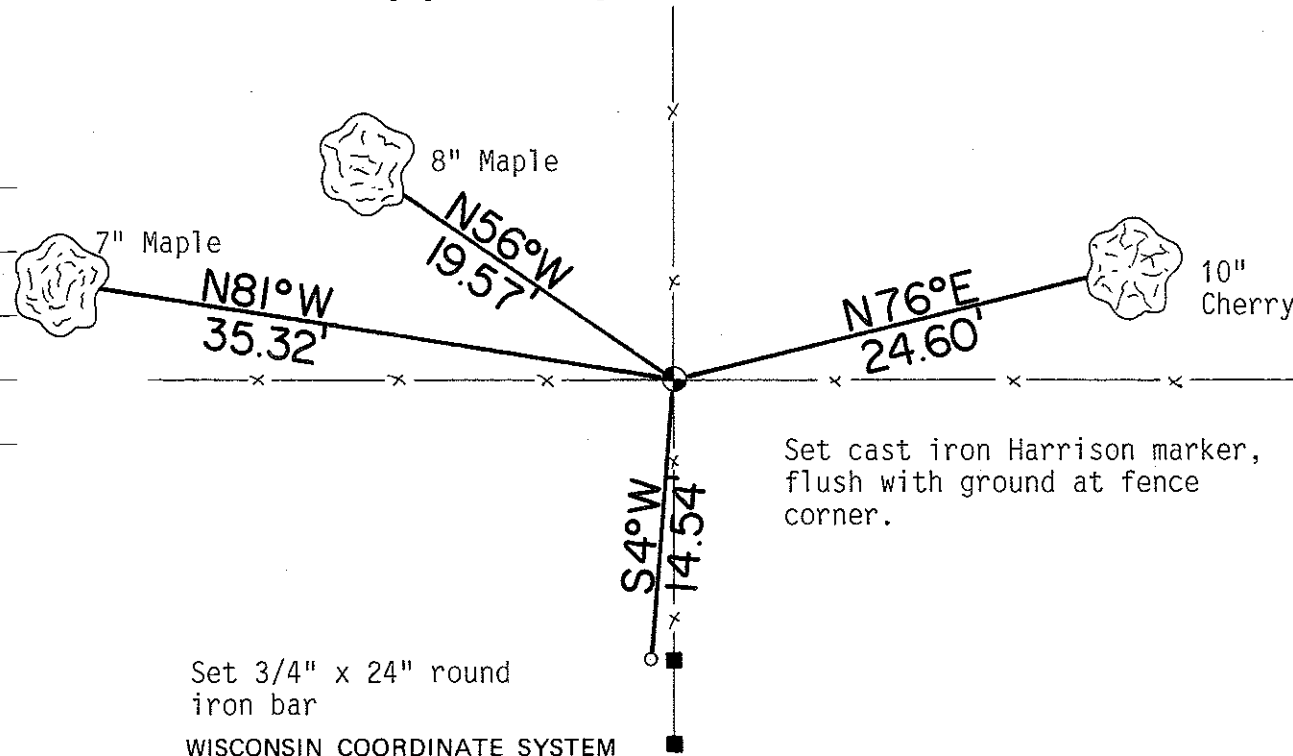 8" Maple
N56°W
19.57'
7" Maple
N81°W
35.32'
N76°E
24.60'
10"
Cherry
Set cast iron Harrison marker,
flush with ground at fence
corner.
S4°W
14.54'
Set 3/4" x 24" round
iron bar
WISCONSIN COORDINATE SYSTEM